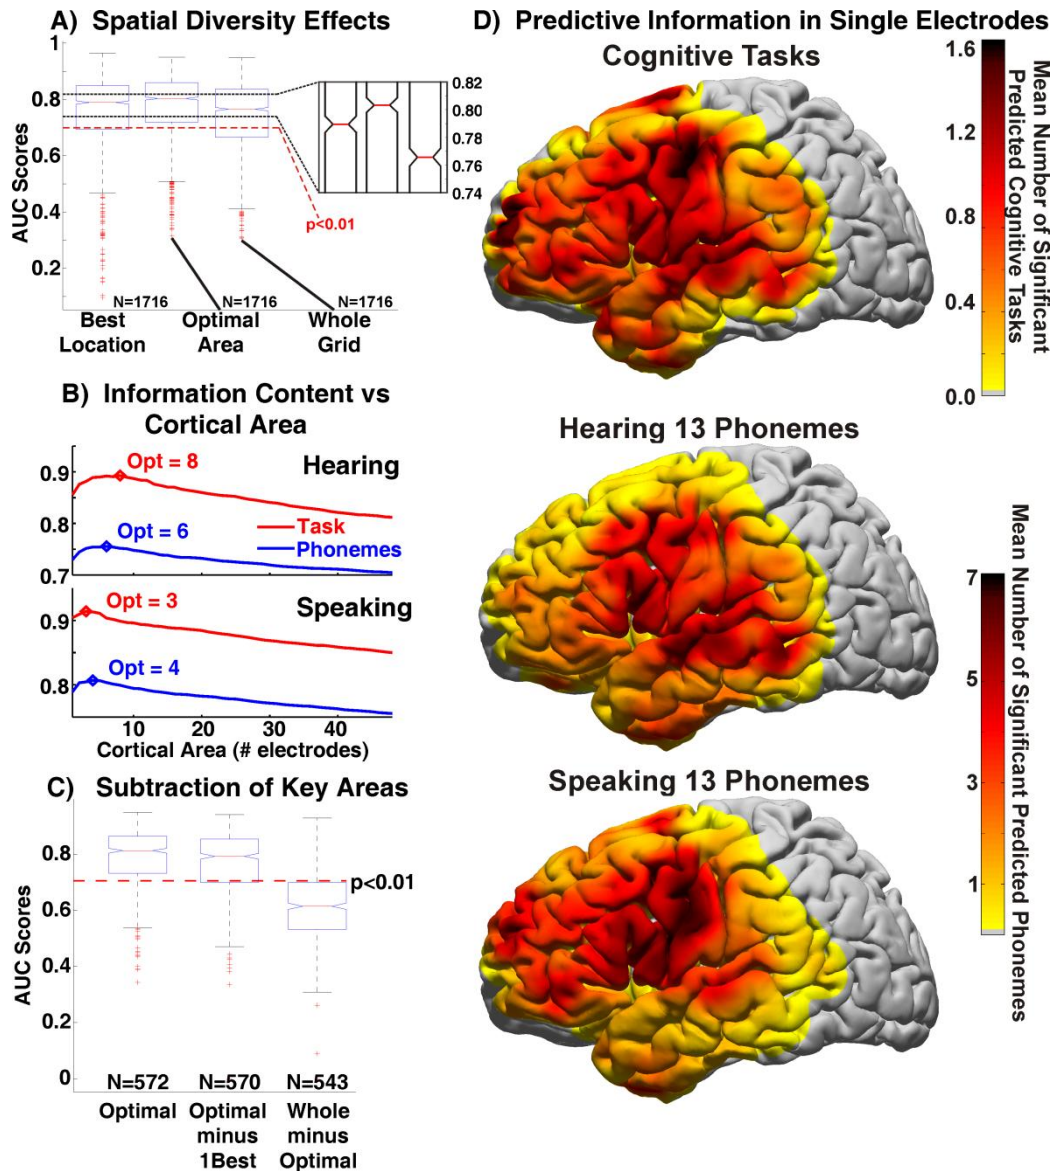 A) Spatial Diversity Effects
1
0.8
0.6
0.4
0.2
AUC Scores
0.82
0.80
0.78
0.76
0.74
p<0.01
N=1716
N=1716
N=1716
Best
Location
Optimal
Area
Whole
Grid
B) Information Content vs
Cortical Area
Hearing
Opt = 8
Opt = 6
Task
Phonemes
0.9
0.8
0.7
Speaking
Opt = 3
Opt = 4
0.9
0.8
10
20
30
40
Cortical Area (# electrodes)
C) Subtraction of Key Areas
0.8
0.6
0.4
0.2
0
AUC Scores
p<0.01
N=572
N=570
N=543
Optimal
Optimal
minus
1Best
Whole
minus
Optimal
D) Predictive Information in Single Electrodes
Cognitive Tasks
1.6
1.2
0.8
0.4
0.0
Mean Number of Significant
Predicted Cognitive Tasks
Hearing 13 Phonemes
Speaking 13 Phonemes
7
5
3
1
Mean Number of Significant Predicted Phonemes